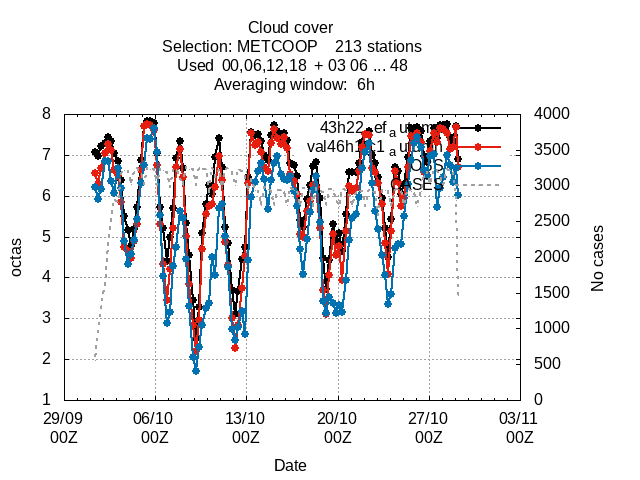 Cloud cover
Selection: METCOOP 213 stations
Used 00,06,12,18 + 03 06 ... 48
Averaging window: 6h
8 4000
7 3500
6 3000
5 2500
4 2000
3 1500
2 1000
1 500
0
octas
No cases
OBS
CASES
29/09 06/10 13/10 20/10 27/10 03/11
00Z 00Z 00Z 00Z 00Z 00Z
Date